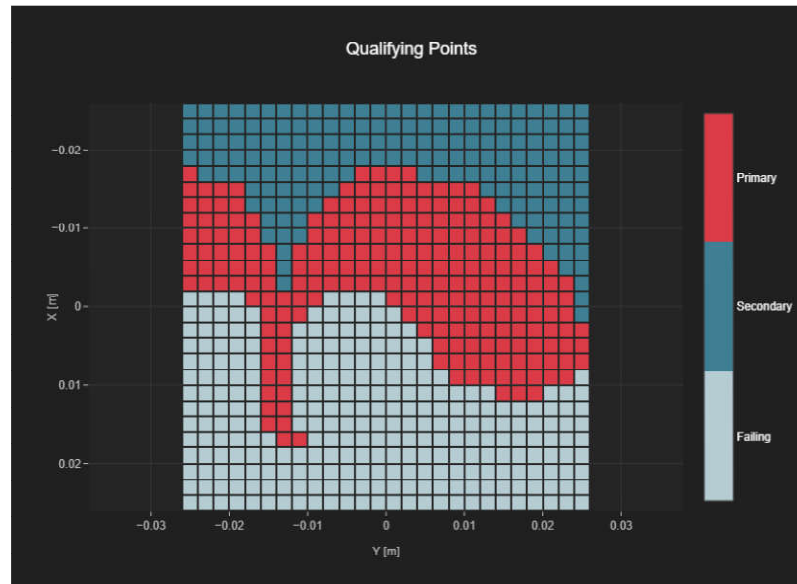 Qualifying Points
−0.02
−0.01
0
0.01
0.02
X [m]
−0.03
−0.02
−0.01
0
0.01
0.02
0.03
Y [m]
Primary
Secondary
Failing